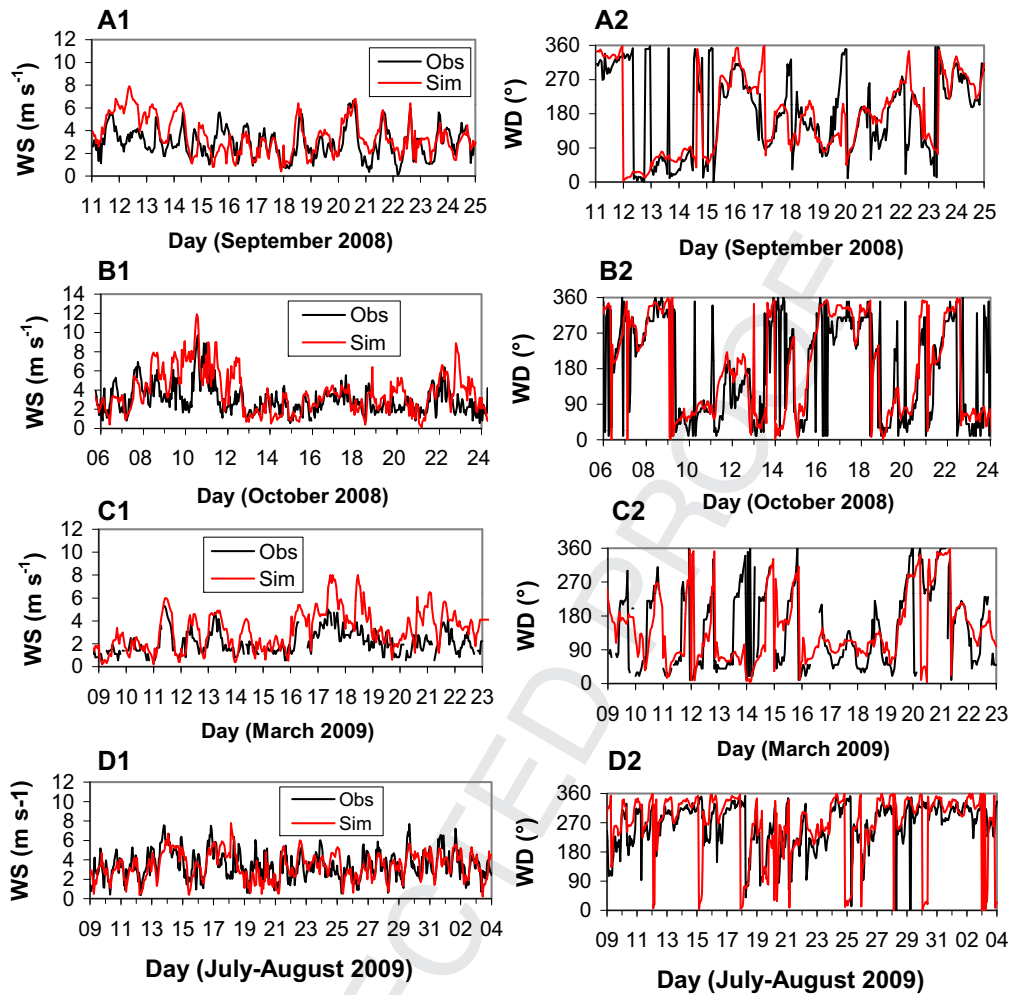 A1
12
10
8
6
4
2
0
WS (m s⁻¹)
Obs
Sim
11 12 13 14 15 16 17 18 19 20 21 22 23 24 25
Day (September 2008)
A2
360
270
180
90
0
WD (°)
11 12 13 14 15 16 17 18 19 20 21 22 23 24 25
Day (September 2008)
B1
14
12
10
8
6
4
2
0
WS (m s⁻¹)
Obs
Sim
06 08 10 12 14 16 18 20 22 24
Day (October 2008)
B2
360
270
180
90
0
WD (°)
06 08 10 12 14 16 18 20 22 24
Day (October 2008)
C1
12
10
8
6
4
2
0
WS (m s⁻¹)
Obs
Sim
09 10 11 12 13 14 15 16 17 18 19 20 21 22 23
Day (March 2009)
C2
360
270
180
90
0
WD (°)
09 10 11 12 13 14 15 16 17 18 19 20 21 22 23
Day (March 2009)
D1
12
10
8
6
4
2
0
WS (m s-1)
Obs
Sim
09 11 13 15 17 19 21 23 25 27 29 31 02 04
Day (July-August 2009)
D2
360
270
180
90
0
WD (°)
09 11 13 15 17 19 21 23 25 27 29 31 02 04
Day (July-August 2009)
ECTED PROOF